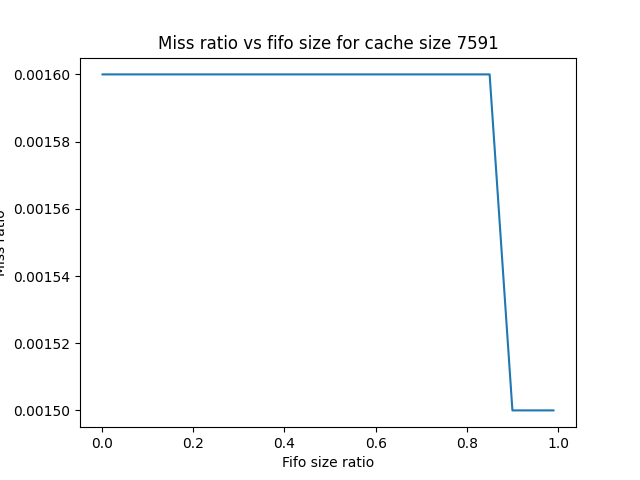 Miss ratio vs fifo size for cache size 7591
Miss ratio
0.00160
0.00158
0.00156
0.00154
0.00152
0.00150
0.0 0.2 0.4 0.6 0.8 1.0
Fifo size ratio